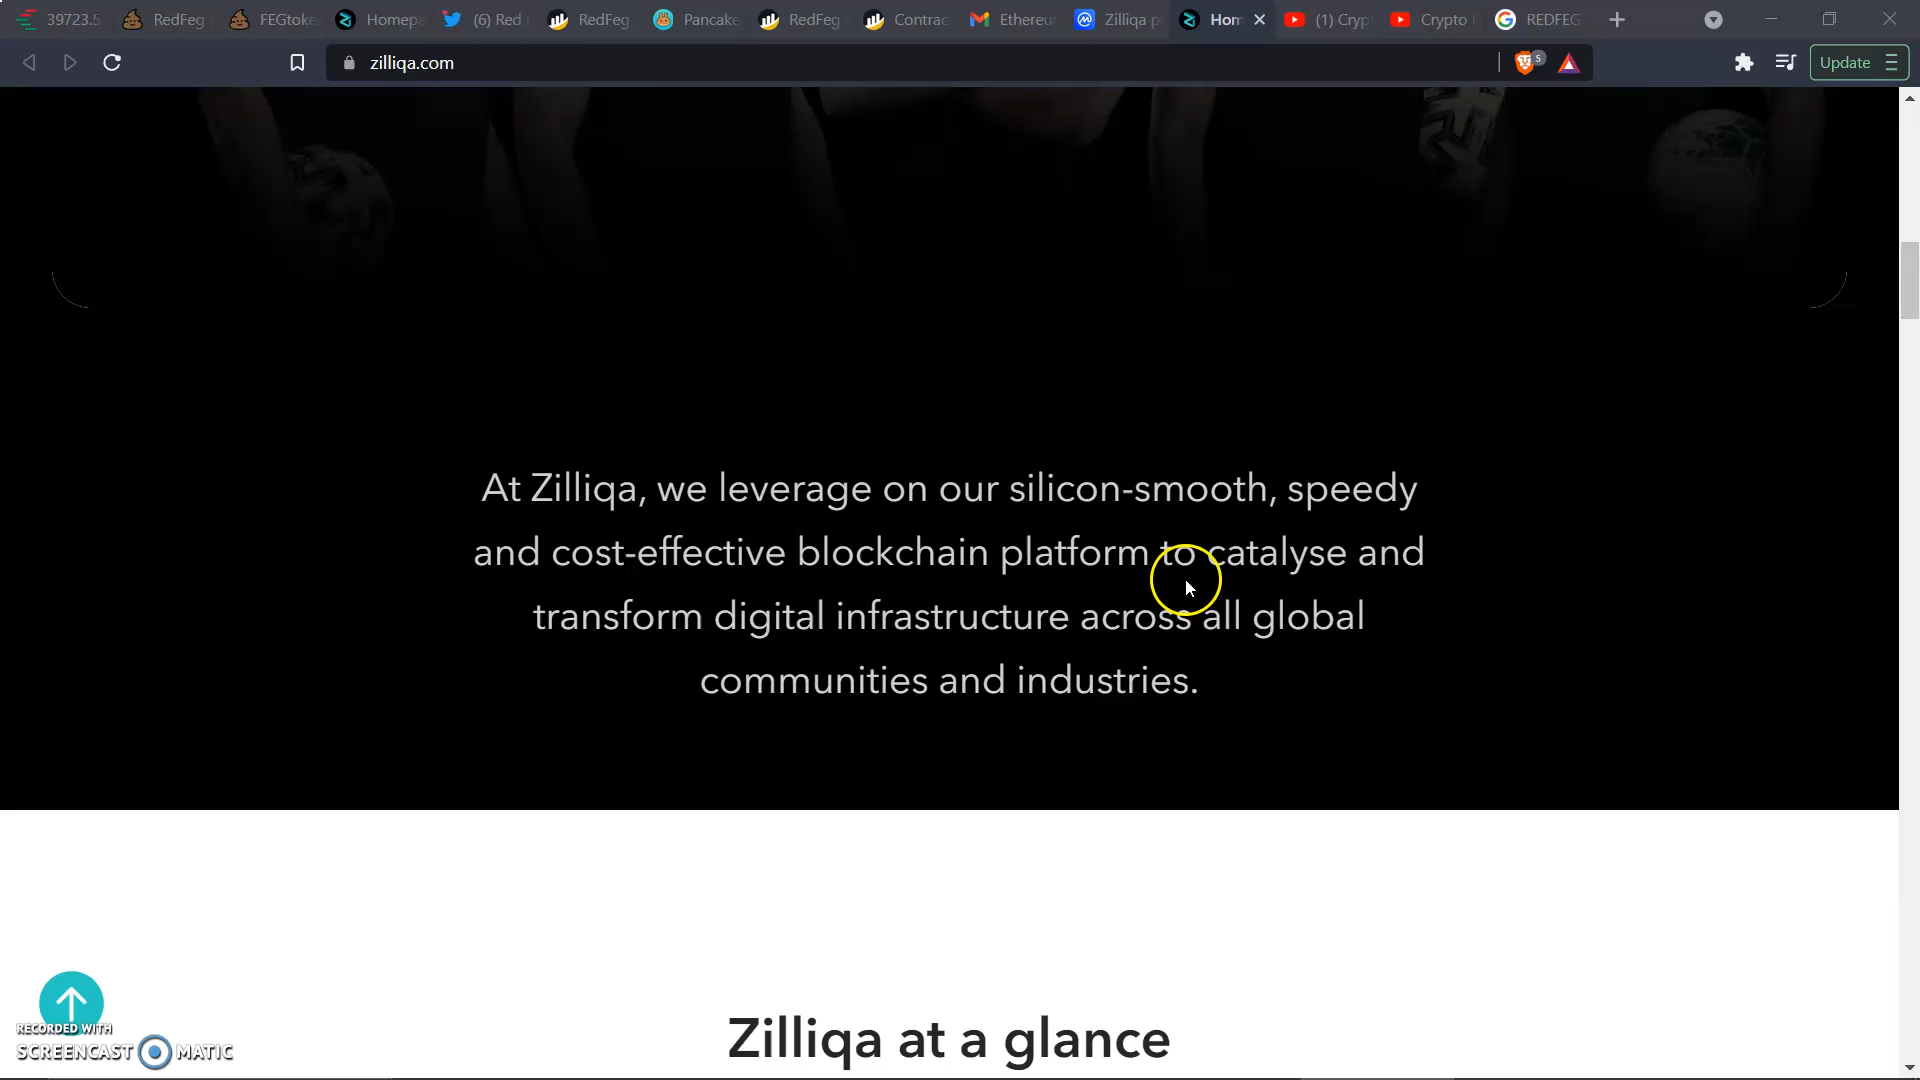 39723.5
RedFeg
FEGtoke
Homepa
(6) Red
RedFeg
Pancake
RedFeg
Contrac
Ethereu
Zilliqa p
Hom
(1) Cryp
Crypto
REDFEG
zilliqa.com
5
Update
At Zilliqa, we leverage on our silicon-smooth, speedy
and cost-effective blockchain platform to catalyse and
transform digital infrastructure across all global
communities and industries.
Zilliqa at a glance
RECORDED WITH
SCREENCAST MATIC